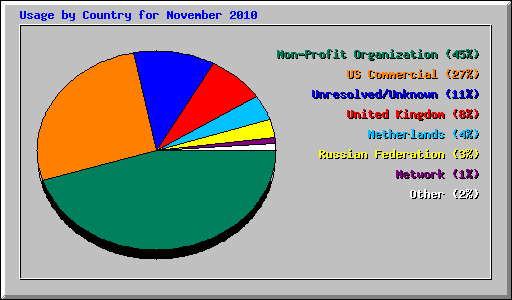 Usage by Country for November 2010
Non-Profit Organization (45%)
US Commercial (27%)
Unresolved/Unknown (11%)
United Kingdom (8%)
Netherlands (4%)
Russian Federation (3%)
Network (1%)
Other (2%)